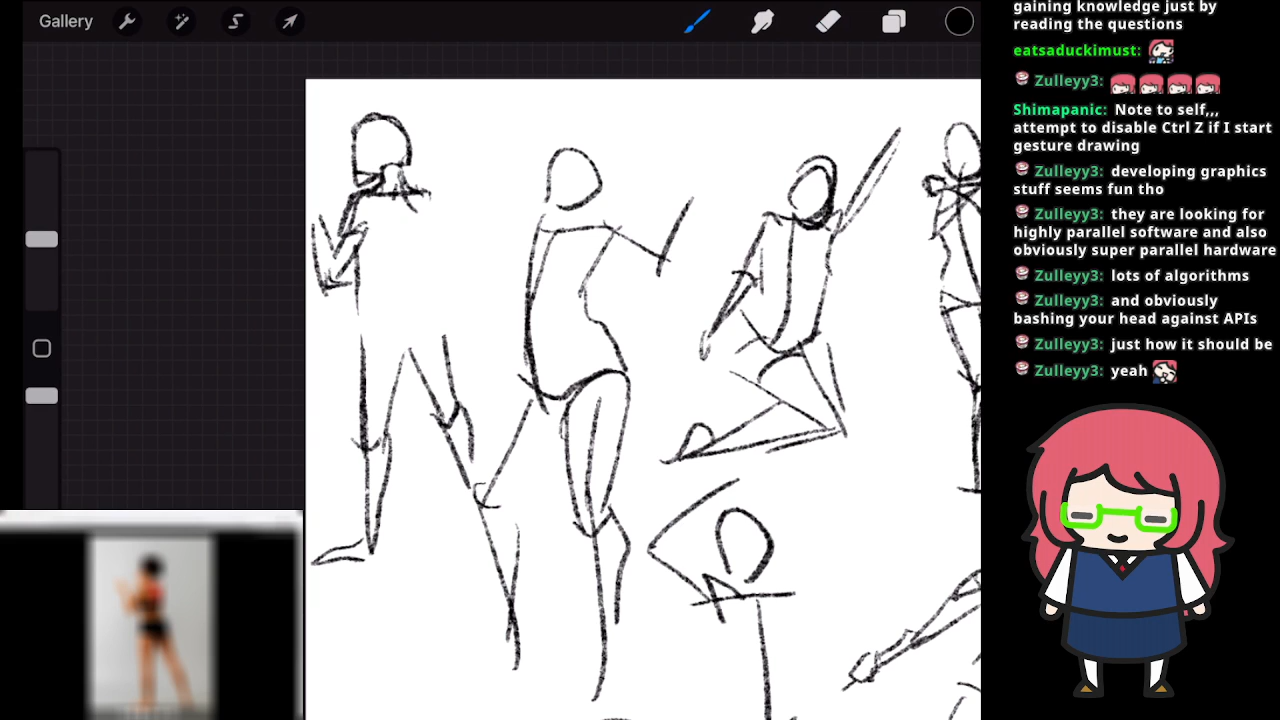 Gallery
gaining knowledge just by
reading the questions
eatsaduckimust:
Zulleyy3:
Shimapanic: Note to self,,,
attempt to disable Ctrl Z if I start
gesture drawing
Zulleyy3: developing graphics
stuff seems fun tho
Zulleyy3: they are looking for
highly parallel software and also
obviously super parallel hardware
Zulleyy3: lots of algorithms
Zulleyy3: and obviously
bashing your head against APIs
Zulleyy3: just how it should be
Zulleyy3: yeah